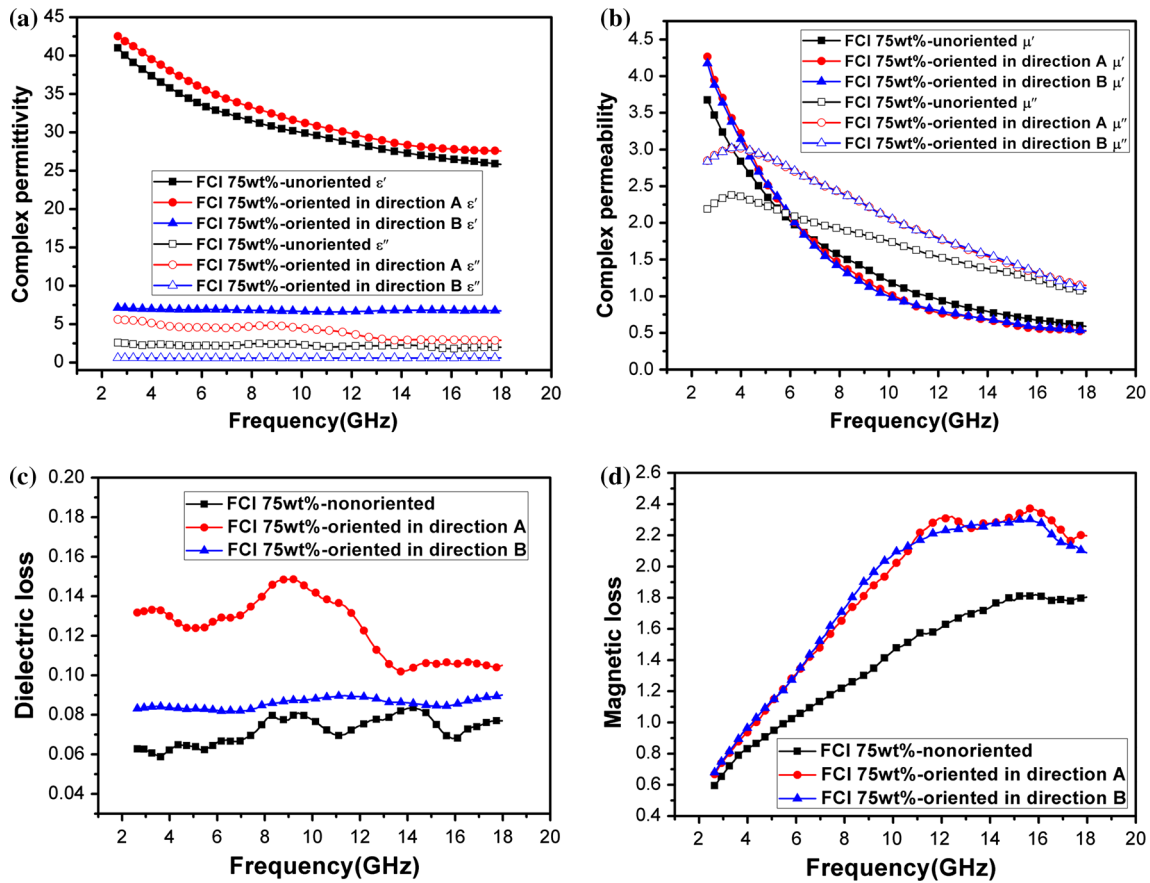 (a)
45
40
35
30
25
20
15
10
5
0
Complex permittivity
FCI 75wt%-unoriented ε′
FCI 75wt%-oriented in direction A ε′
FCI 75wt%-oriented in direction B ε′
FCI 75wt%-unoriented ε″
FCI 75wt%-oriented in direction A ε″
FCI 75wt%-oriented in direction B ε″
2 4 6 8 10 12 14 16 18 20
Frequency(GHz)
(b)
4.5
4.0
3.5
3.0
2.5
2.0
1.5
1.0
0.5
0.0
Complex permeability
FCI 75wt%-unoriented μ′
FCI 75wt%-oriented in direction A μ′
FCI 75wt%-oriented in direction B μ′
FCI 75wt%-unoriented μ″
FCI 75wt%-oriented in direction A μ″
FCI 75wt%-oriented in direction B μ″
2 4 6 8 10 12 14 16 18 20
Frequency(GHz)
(c)
0.20
0.18
0.16
0.14
0.12
0.10
0.08
0.06
0.04
Dielectric loss
FCI 75wt%-nonoriented
FCI 75wt%-oriented in direction A
FCI 75wt%-oriented in direction B
2 4 6 8 10 12 14 16 18 20
Frequency(GHz)
(d)
2.6
2.4
2.2
2.0
1.8
1.6
1.4
1.2
1.0
0.8
0.6
0.4
Magnetic loss
FCI 75wt%-nonoriented
FCI 75wt%-oriented in direction A
FCI 75wt%-oriented in direction B
2 4 6 8 10 12 14 16 18 20
Frequency(GHz)